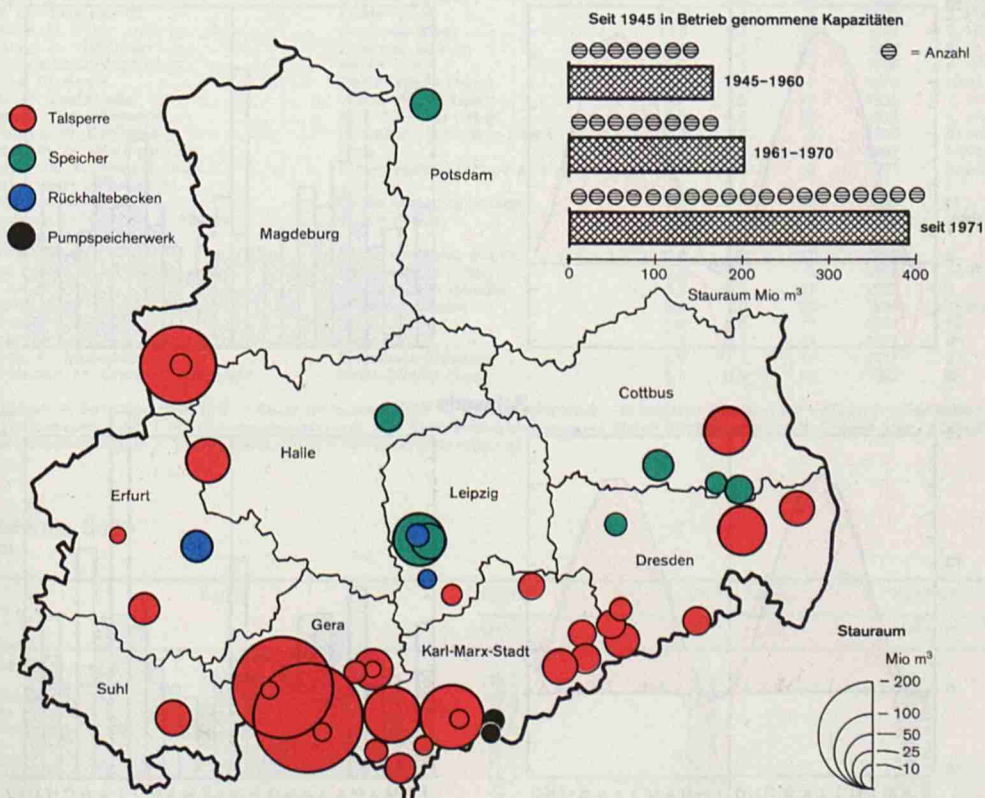 Seit 1945 in Betrieb genommene Kapazitäten
= Anzahl
1945–1960
1961–1970
seit 1971
0 100 200 300 400
Stauraum Mio m³
Talsperre
Speicher
Rückhaltebecken
Pumpspeicherwerk
Potsdam
Magdeburg
Cottbus
Halle
Leipzig
Erfurt
Dresden
Gera
Karl-Marx-Stadt
Suhl
Stauraum
Mio m³
200
100
50
25
10